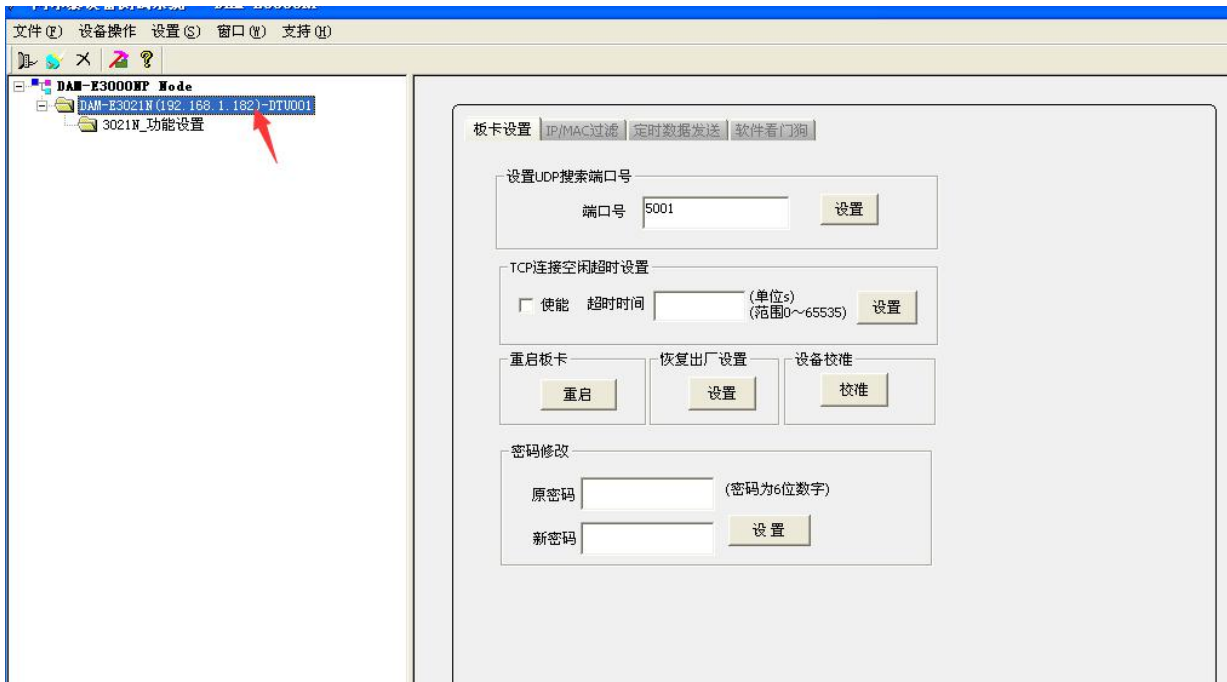 文件(F) 设备操作 设置(S) 窗口(W) 支持(H)
DAM-E3000NP Node
DAM-E3021N(192.168.1.182)-DTU001
3021N_功能设置
板卡设置 IP/MAC过滤 定时数据发送 软件看门狗
设置UDP搜索端口号
端口号 5001 设置
TCP连接空闲超时设置
使能 超时时间 (单位s)
(范围0～65535) 设置
重启板卡 恢复出厂设置 设备校准
重启 设置 校准
密码修改
原密码 (密码为6位数字)
新密码 设 置